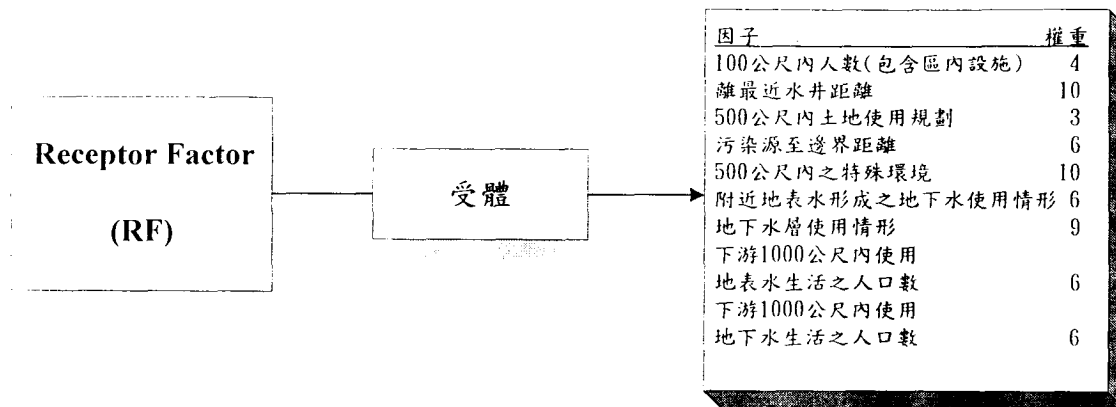 Receptor Factor
(RF)
受體
因子 權重
100公尺內人數(包含區內設施) 4
離最近水井距離 10
500公尺內土地使用規劃 3
污染源至邊界距離 6
500公尺內之特殊環境 10
附近地表水形成之地下水使用情形 6
地下水層使用情形 9
下游1000公尺內使用
地表水生活之人口數 6
下游1000公尺內使用
地下水生活之人口數 6